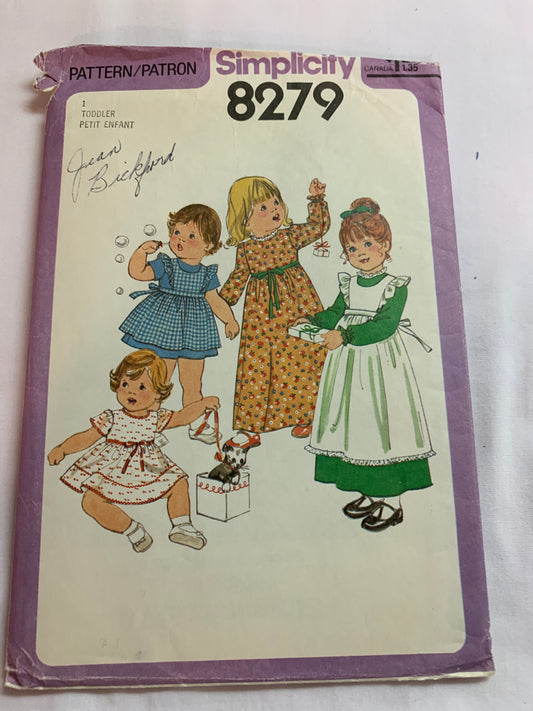 PATTERN/PATRON
Simplicity
CANADA 1.35
8279
1
TODDLER
PETIT ENFANT
Jean
Bickford